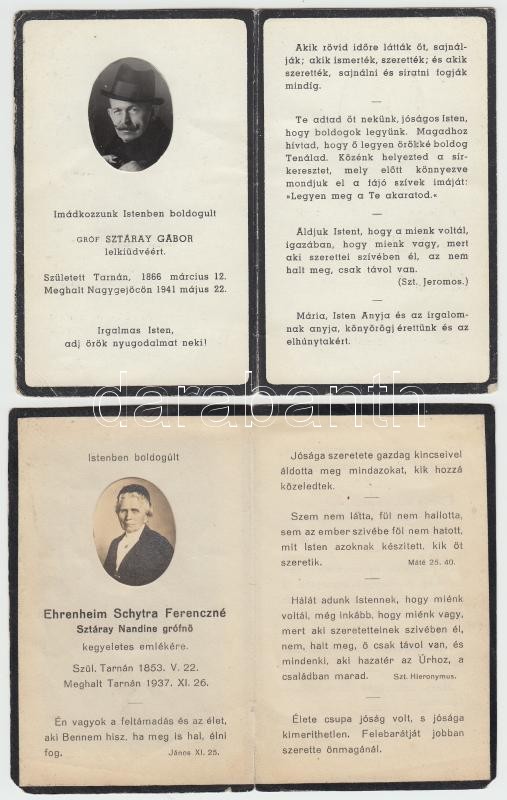 Imádkozzunk Istenben boldogult
GRÓF SZTÁRAY GÁBOR
lelkiüdvéért.
Született Tarnán, 1866 március 12.
Meghalt Nagygejöcön 1941 május 22.
Irgalmas Isten,
adj örök nyugodalmat neki!
Akik rövid időre látták őt, sajnál-
ják; akik ismerték, szerették; és akik
szerették, sajnálni és siratni fogják
mindig.
Te adtad őt nekünk, jóságos Isten,
hogy boldogok legyünk. Magadhoz
hívtad, hogy ő legyen örökké boldog
Tenálad. Közénk helyezted a sír-
keresztet, mely előtt könnyezve
mondjuk el a fájó szívek imáját:
»Legyen meg a Te akaratod.«
Áldjuk Istent, hogy a mienk voltál,
igazában, hogy mienk vagy, mert
aki szerettei szívében él, az nem
halt meg, csak távol van.
(Szt. Jeromos.)
Mária, Isten Anyja és az irgalom-
nak anyja, könyörögj érettünk és az
elhúnytakért.
darabanth
Istenben boldogúlt
Ehrenheim Schytra Ferenczné
Sztáray Nandine grófnő
kegyeletes emlékére.
Szül. Tarnán 1853. V. 22.
Meghalt Tarnán 1937. XI. 26.
Én vagyok a feltámadás és az élet,
aki Bennem hisz, ha meg is hal, élni
fog. János XI. 25.
Jósága szeretete gazdag kincseivel
áldotta meg mindazokat, kik hozzá
közeledtek.
Szem nem látta, fül nem hallotta,
sem az ember szivébe föl nem hatott,
mit Isten azoknak készitett, kik őt
szeretik. Máté 25. 40.
Hálát adunk Istennek, hogy miénk
voltál, még inkább, hogy miénk vagy,
mert aki szeretetteinek szivében él,
nem, halt meg, ő csak távol van, és
mindenki, aki hazatér az Úrhoz, a
családban marad. Szt. Hieronymus.
Élete csupa jóság volt, s jósága
kimerithetlen. Felebarátját jobban
szerette önmagánál.